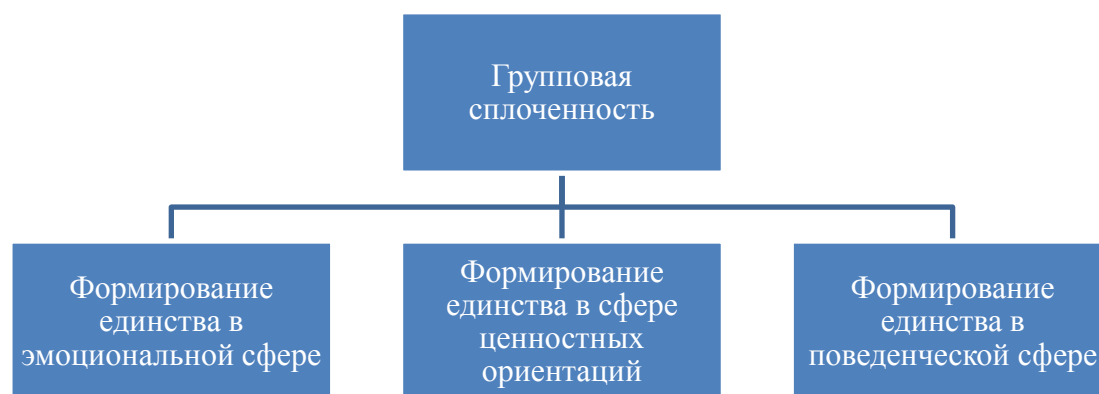 Групповая
сплоченность
Формирование
единства в
эмоциональной сфере
Формирование
единства в сфере
ценностных
ориентаций
Формирование
единства в
поведенческой сфере